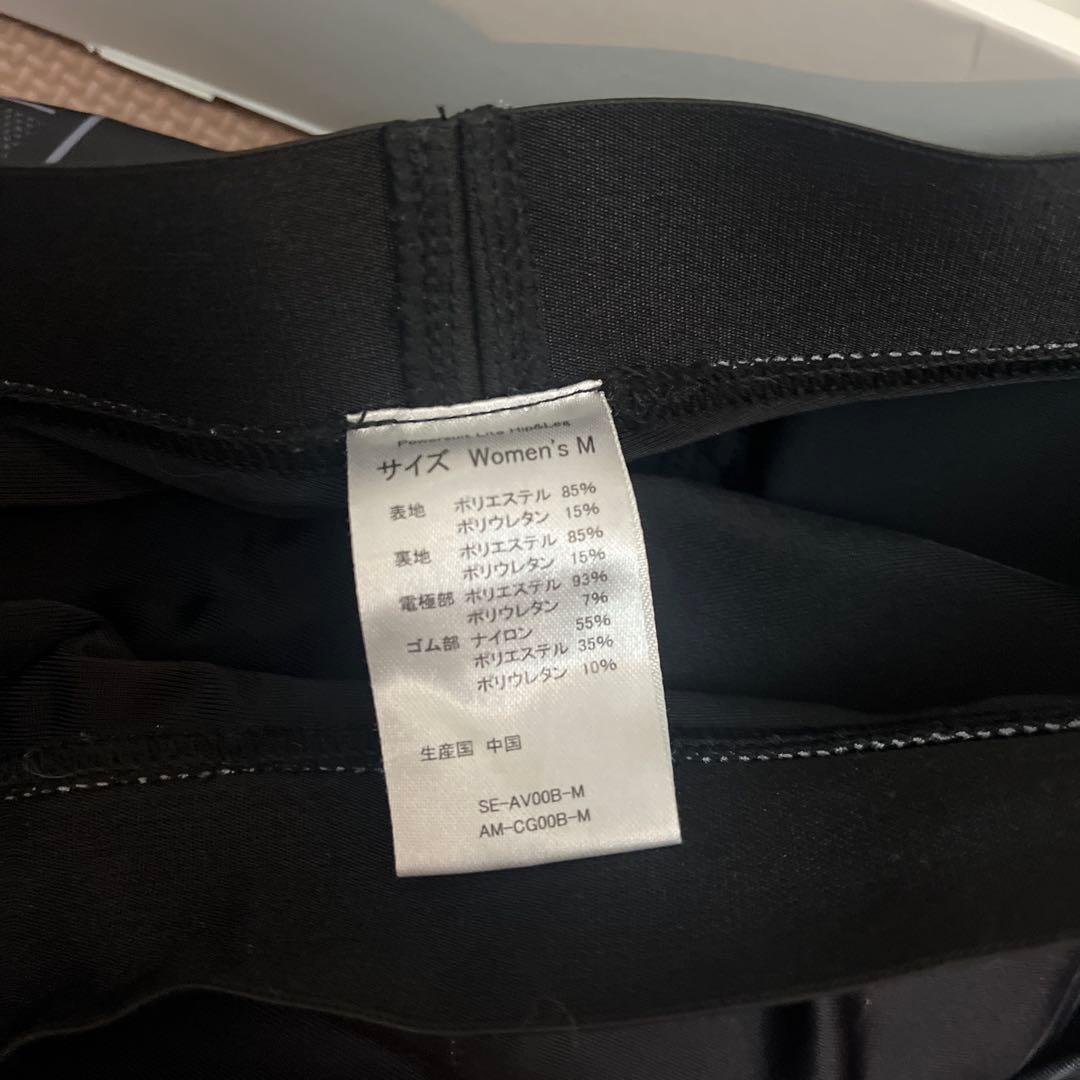 Powersuit Lite Hip&Leg
サイズ Women's M
表地 ポリエステル 85%
ポリウレタン 15%
裏地 ポリエステル 85%
ポリウレタン 15%
電極部 ポリエステル 93%
ポリウレタン 7%
ゴム部 ナイロン 55%
ポリエステル 35%
ポリウレタン 10%
生産国 中国
SE-AV00B-M
AM-CG00B-M